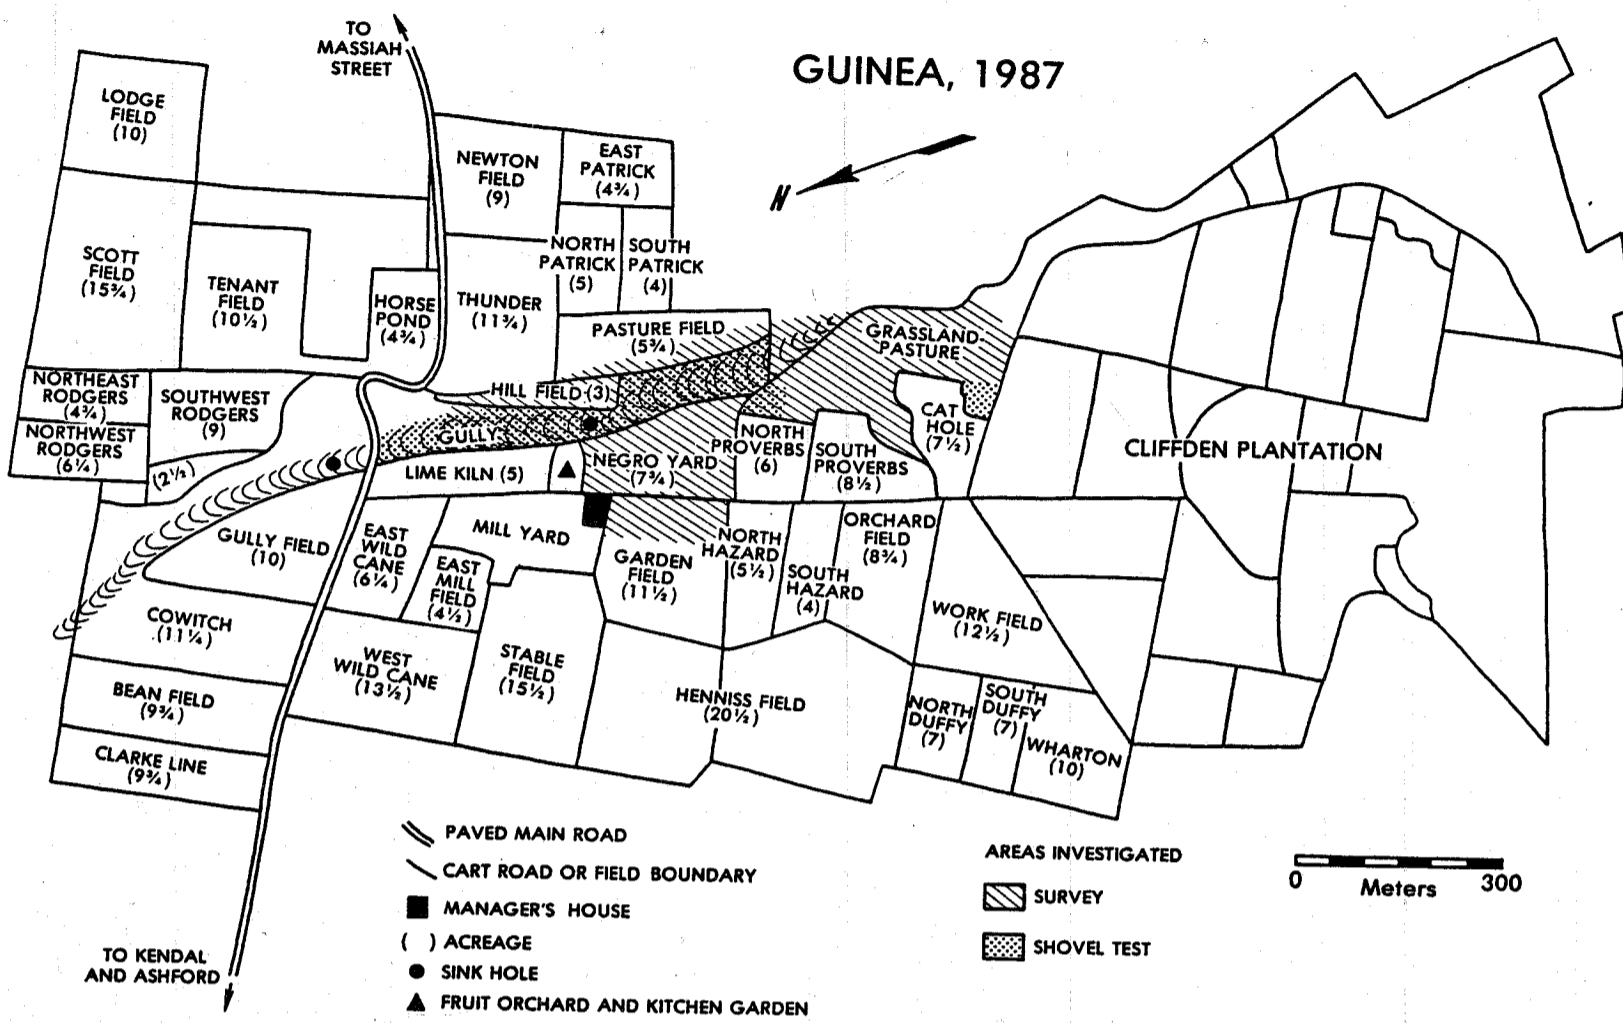 TO
MASSIAH
STREET
GUINEA, 1987
N
LODGE
FIELD
(10)
NEWTON
FIELD
(9)
EAST
PATRICK
(4¾)
SCOTT
FIELD
(15¾)
TENANT
FIELD
(10½)
HORSE
POND
(4¾)
THUNDER
(11¾)
NORTH
PATRICK
(5)
SOUTH
PATRICK
(4)
PASTURE FIELD
(5¾)
GRASSLAND-
PASTURE
NORTHEAST
RODGERS
(4¾)
SOUTHWEST
RODGERS
(9)
HILL FIELD (3)
CAT
HOLE
(7½)
NORTHWEST
RODGERS
(6¼)
(2½)
GULLY
LIME KILN (5)
NEGRO YARD
(7¾)
NORTH
PROVERBS
(6)
SOUTH
PROVERBS
(8½)
CLIFFDEN PLANTATION
GULLY FIELD
(10)
EAST
WILD
CANE
(6¼)
MILL YARD
EAST
MILL
FIELD
(4½)
GARDEN
FIELD
(11½)
NORTH
HAZARD
(5½)
SOUTH
HAZARD
(4)
ORCHARD
FIELD
(8¾)
COWITCH
(11¼)
WORK FIELD
(12½)
WEST
WILD CANE
(13½)
STABLE
FIELD
(15½)
BEAN FIELD
(9¾)
HENNISS FIELD
(20½)
NORTH
DUFFY
(7)
SOUTH
DUFFY
(7)
WHARTON
(10)
CLARKE LINE
(9¾)
TO KENDAL
AND ASHFORD
PAVED MAIN ROAD
CART ROAD OR FIELD BOUNDARY
MANAGER'S HOUSE
( ) ACREAGE
SINK HOLE
FRUIT ORCHARD AND KITCHEN GARDEN
AREAS INVESTIGATED
SURVEY
SHOVEL TEST
0 300
Meters